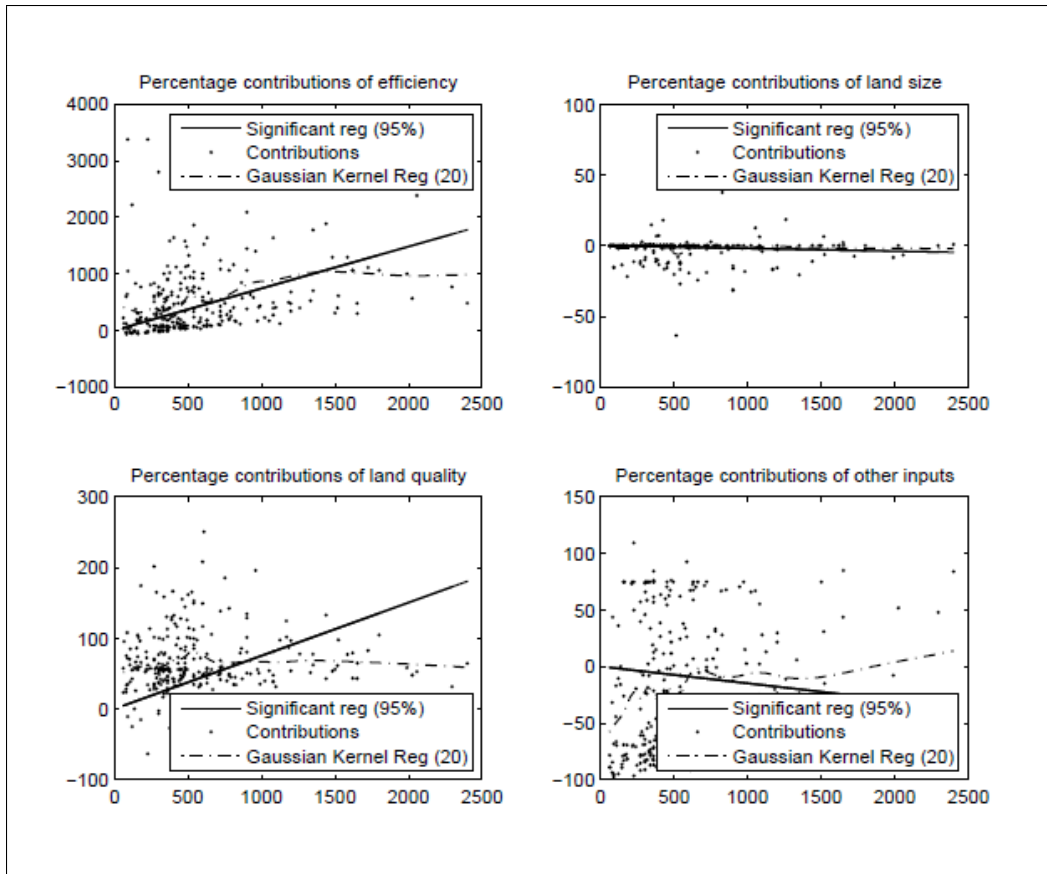 Percentage contributions of efficiency
4000
3000
2000
1000
0
−1000
0 500 1000 1500 2000 2500
Significant reg (95%)
Contributions
Gaussian Kernel Reg (20)
Percentage contributions of land size
100
50
0
−50
−100
0 500 1000 1500 2000 2500
Significant reg (95%)
Contributions
Gaussian Kernel Reg (20)
Percentage contributions of land quality
300
200
100
0
−100
0 500 1000 1500 2000 2500
Significant reg (95%)
Contributions
Gaussian Kernel Reg (20)
Percentage contributions of other inputs
150
100
50
0
−50
−100
0 500 1000 1500 2000 2500
Significant reg (95%)
Contributions
Gaussian Kernel Reg (20)